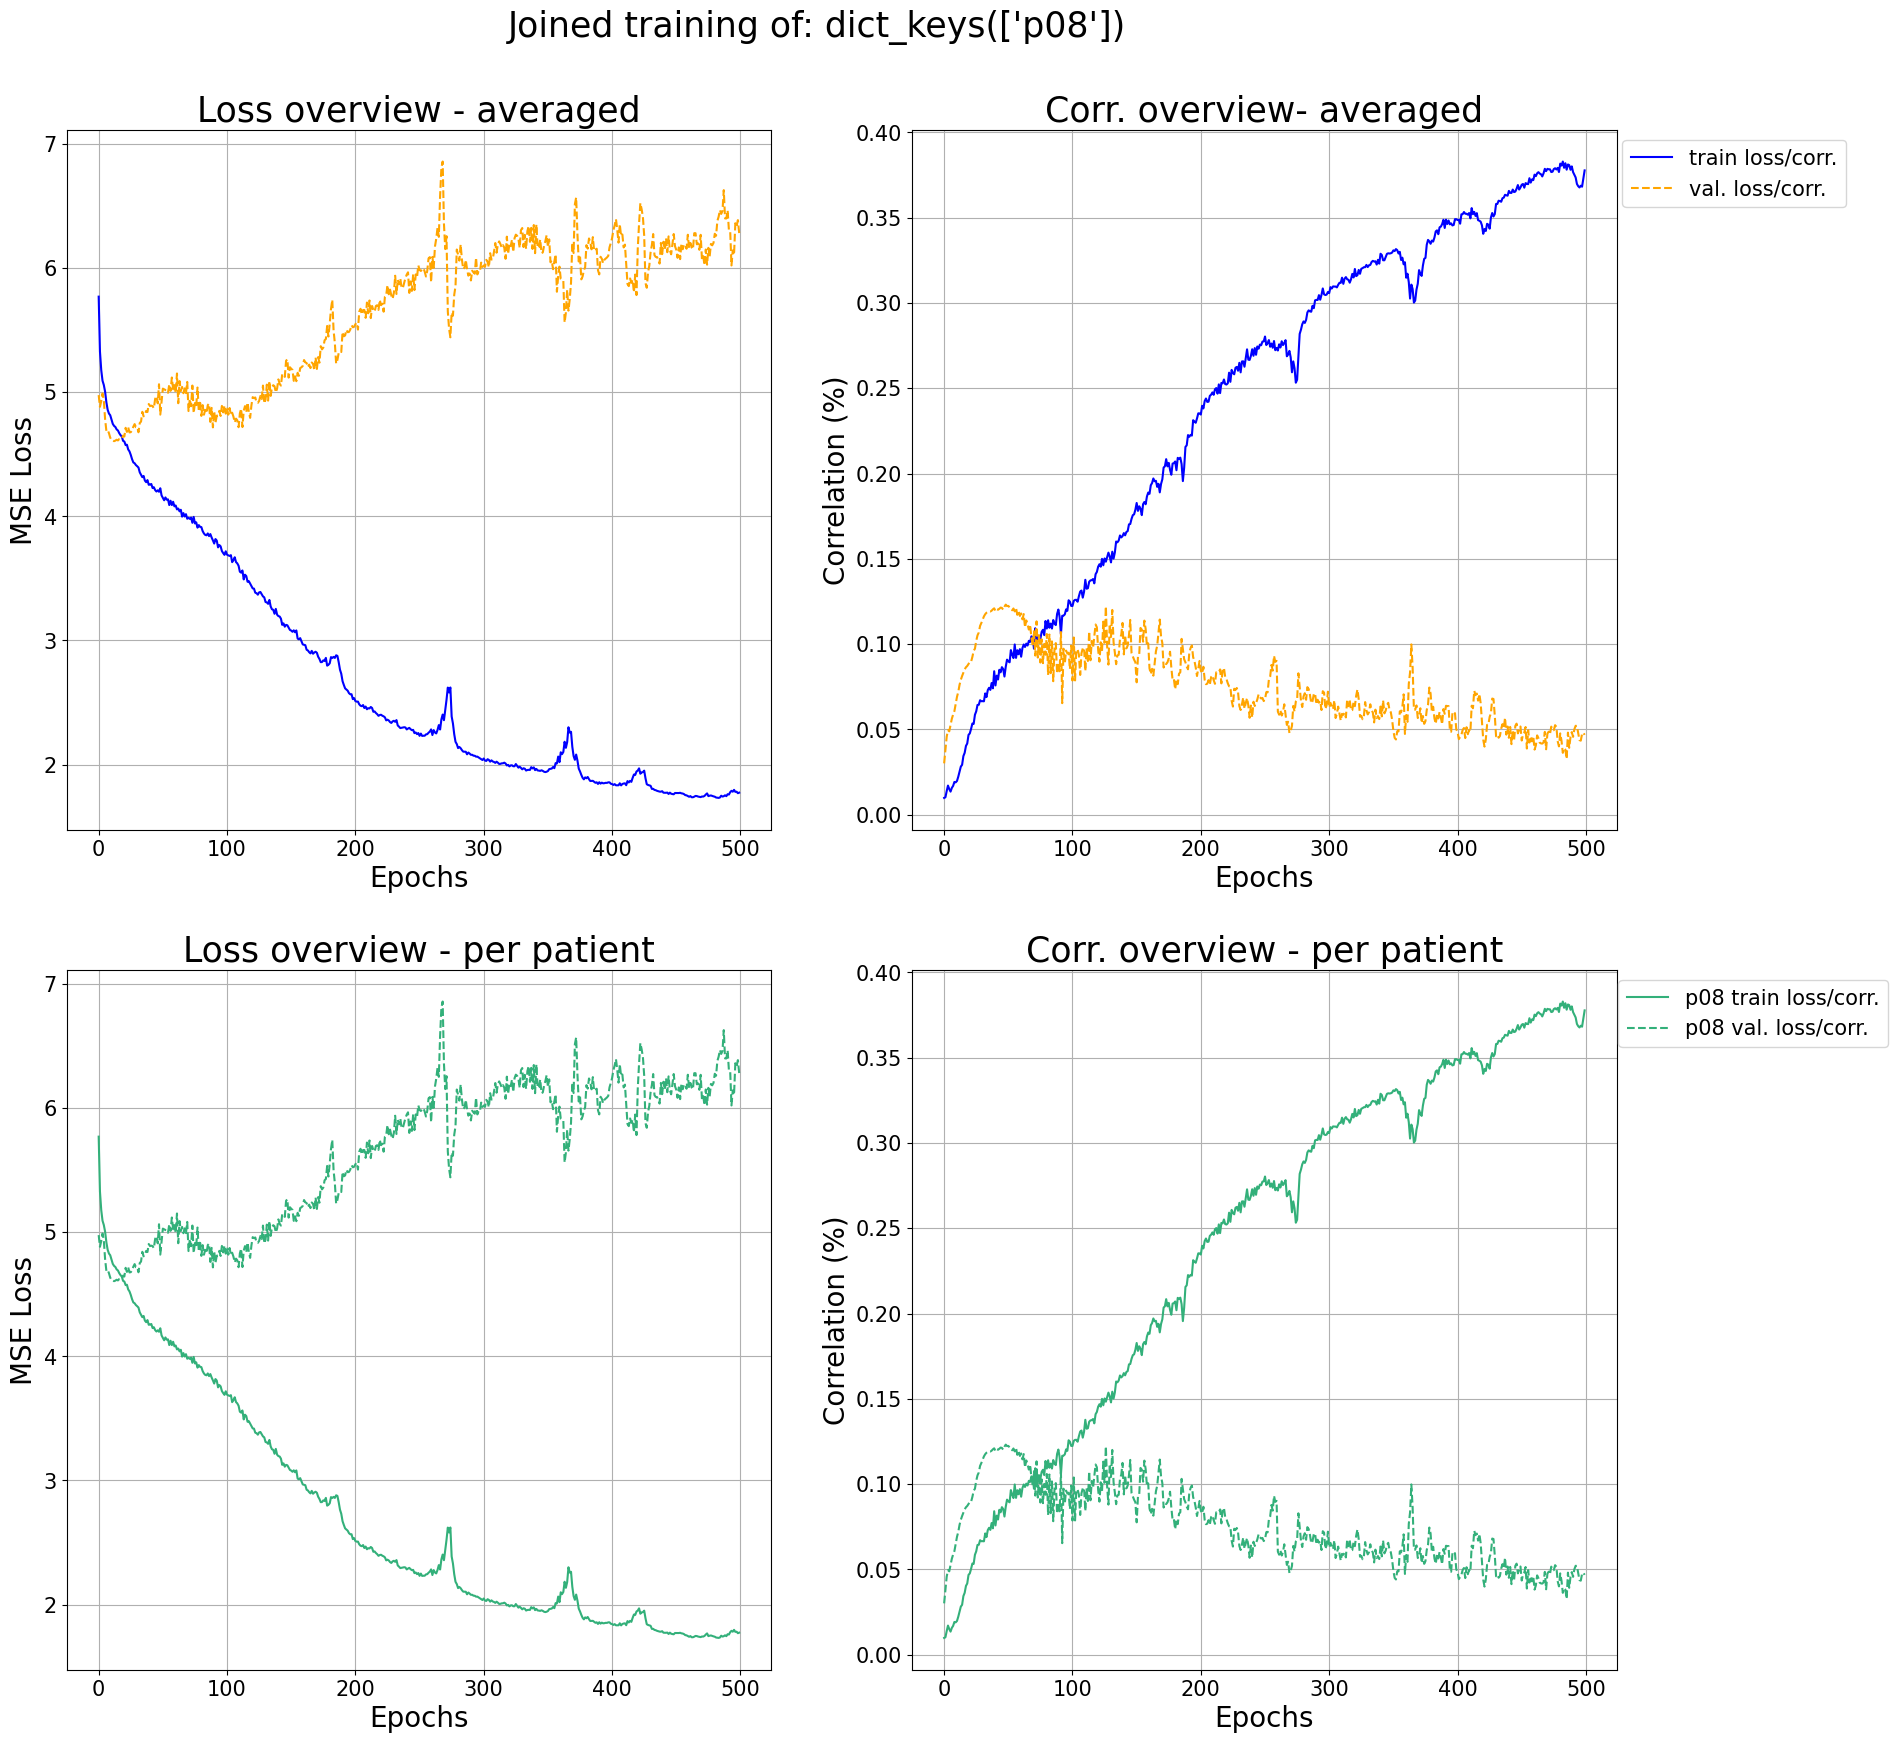 Joined training of: dict_keys(['p08'])
Loss overview - averaged
7
6
5
4
3
2
MSE Loss
0 100 200 300 400 500
Epochs
Corr. overview- averaged
0.40
0.35
0.30
0.25
0.20
0.15
0.10
0.05
0.00
Correlation (%)
0 100 200 300 400 500
Epochs
train loss/corr.
val. loss/corr.
Loss overview - per patient
7
6
5
4
3
2
MSE Loss
0 100 200 300 400 500
Epochs
Corr. overview - per patient
0.40
0.35
0.30
0.25
0.20
0.15
0.10
0.05
0.00
Correlation (%)
0 100 200 300 400 500
Epochs
p08 train loss/corr.
p08 val. loss/corr.